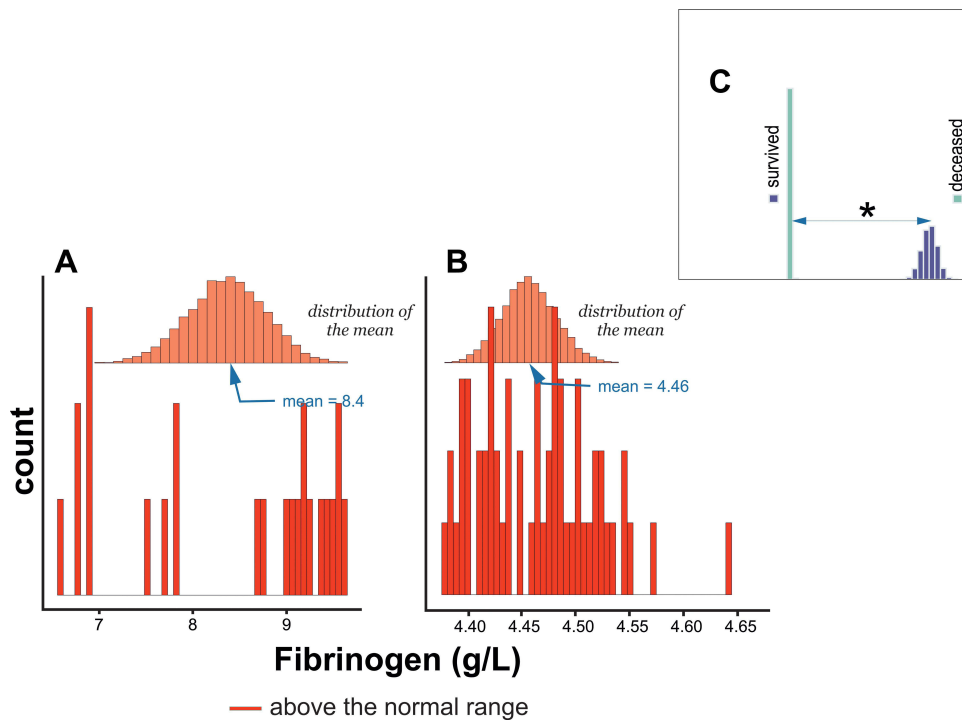 C
survived
deceased
*
A
B
distribution of
the mean
distribution of
the mean
mean = 8.4
mean = 4.46
count
7
8
9
4.40
4.45
4.50
4.55
4.60
4.65
Fibrinogen (g/L)
above the normal range